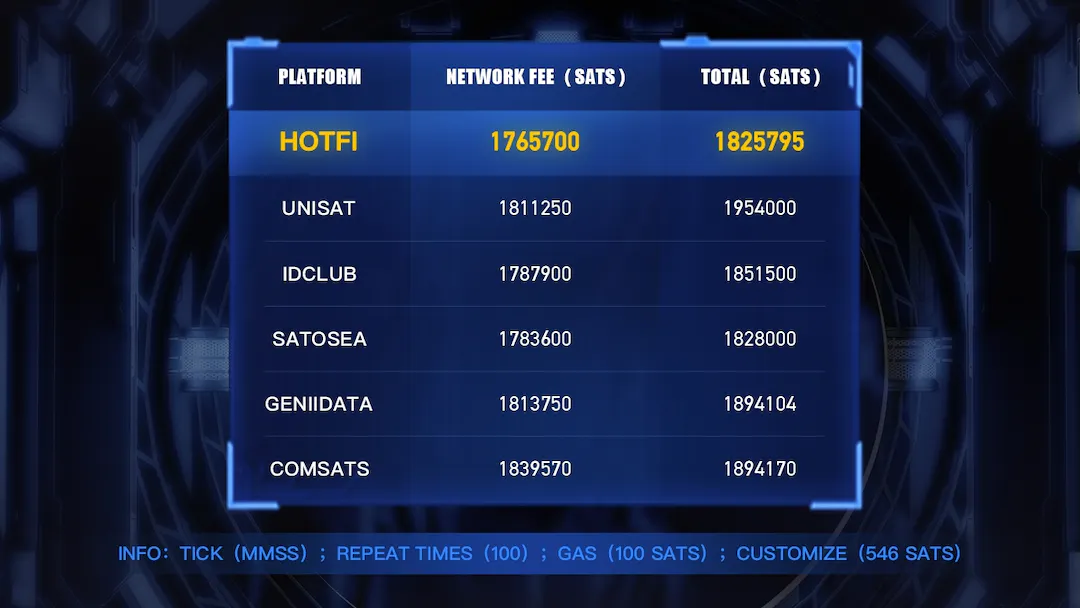 PLATFORM NETWORK FEE (SATS) TOTAL (SATS)
HOTFI 1765700 1825795
UNISAT 1811250 1954000
IDCLUB 1787900 1851500
SATOSEA 1783600 1828000
GENIIDATA 1813750 1894104
COMSATS 1839570 1894170
INFO: TICK (MMSS) ; REPEAT TIMES (100) ; GAS (100 SATS) ; CUSTOMIZE (546 SATS)